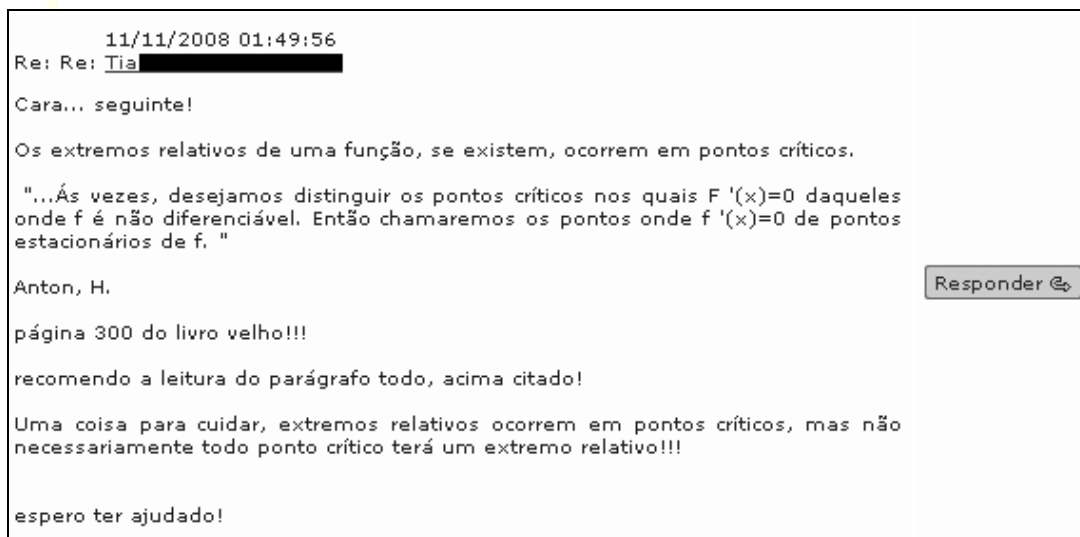 11/11/2008 01:49:56
Re: Re: Tia
Cara... seguinte!
Os extremos relativos de uma função, se existem, ocorrem em pontos críticos.
"...Ás vezes, desejamos distinguir os pontos críticos nos quais F '(x)=0 daqueles
onde f é não diferenciável. Então chamaremos os pontos onde f '(x)=0 de pontos
estacionários de f. "
Responder
Anton, H.
página 300 do livro velho!!!
recomendo a leitura do parágrafo todo, acima citado!
Uma coisa para cuidar, extremos relativos ocorrem em pontos críticos, mas não
necessariamente todo ponto crítico terá um extremo relativo!!!
espero ter ajudado!